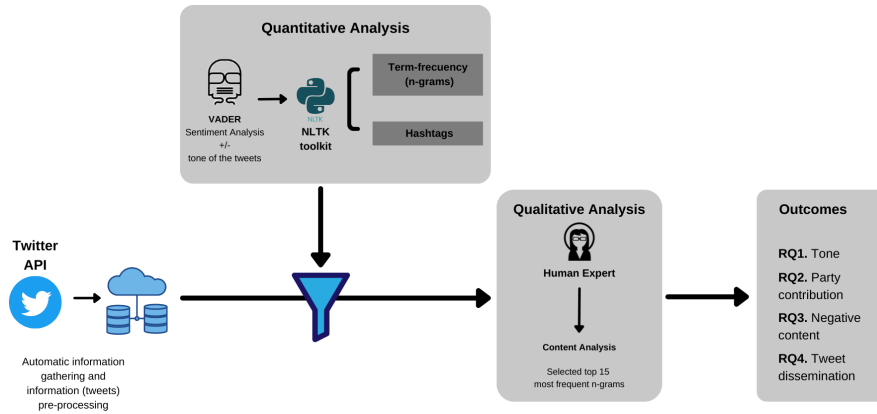 Quantitative Analysis
VADER
Sentiment Analysis
+/-
tone of the tweets
NLTK
NLTK
toolkit
Term-frecuency
(n-grams)
Hashtags
Twitter
API
Automatic information
gathering and
information (tweets)
pre-processing
Qualitative Analysis
Human Expert
Content Analysis
Selected top 15
most frequent n-grams
Outcomes
RQ1. Tone
RQ2. Party
contribution
RQ3. Negative
content
RQ4. Tweet
dissemination